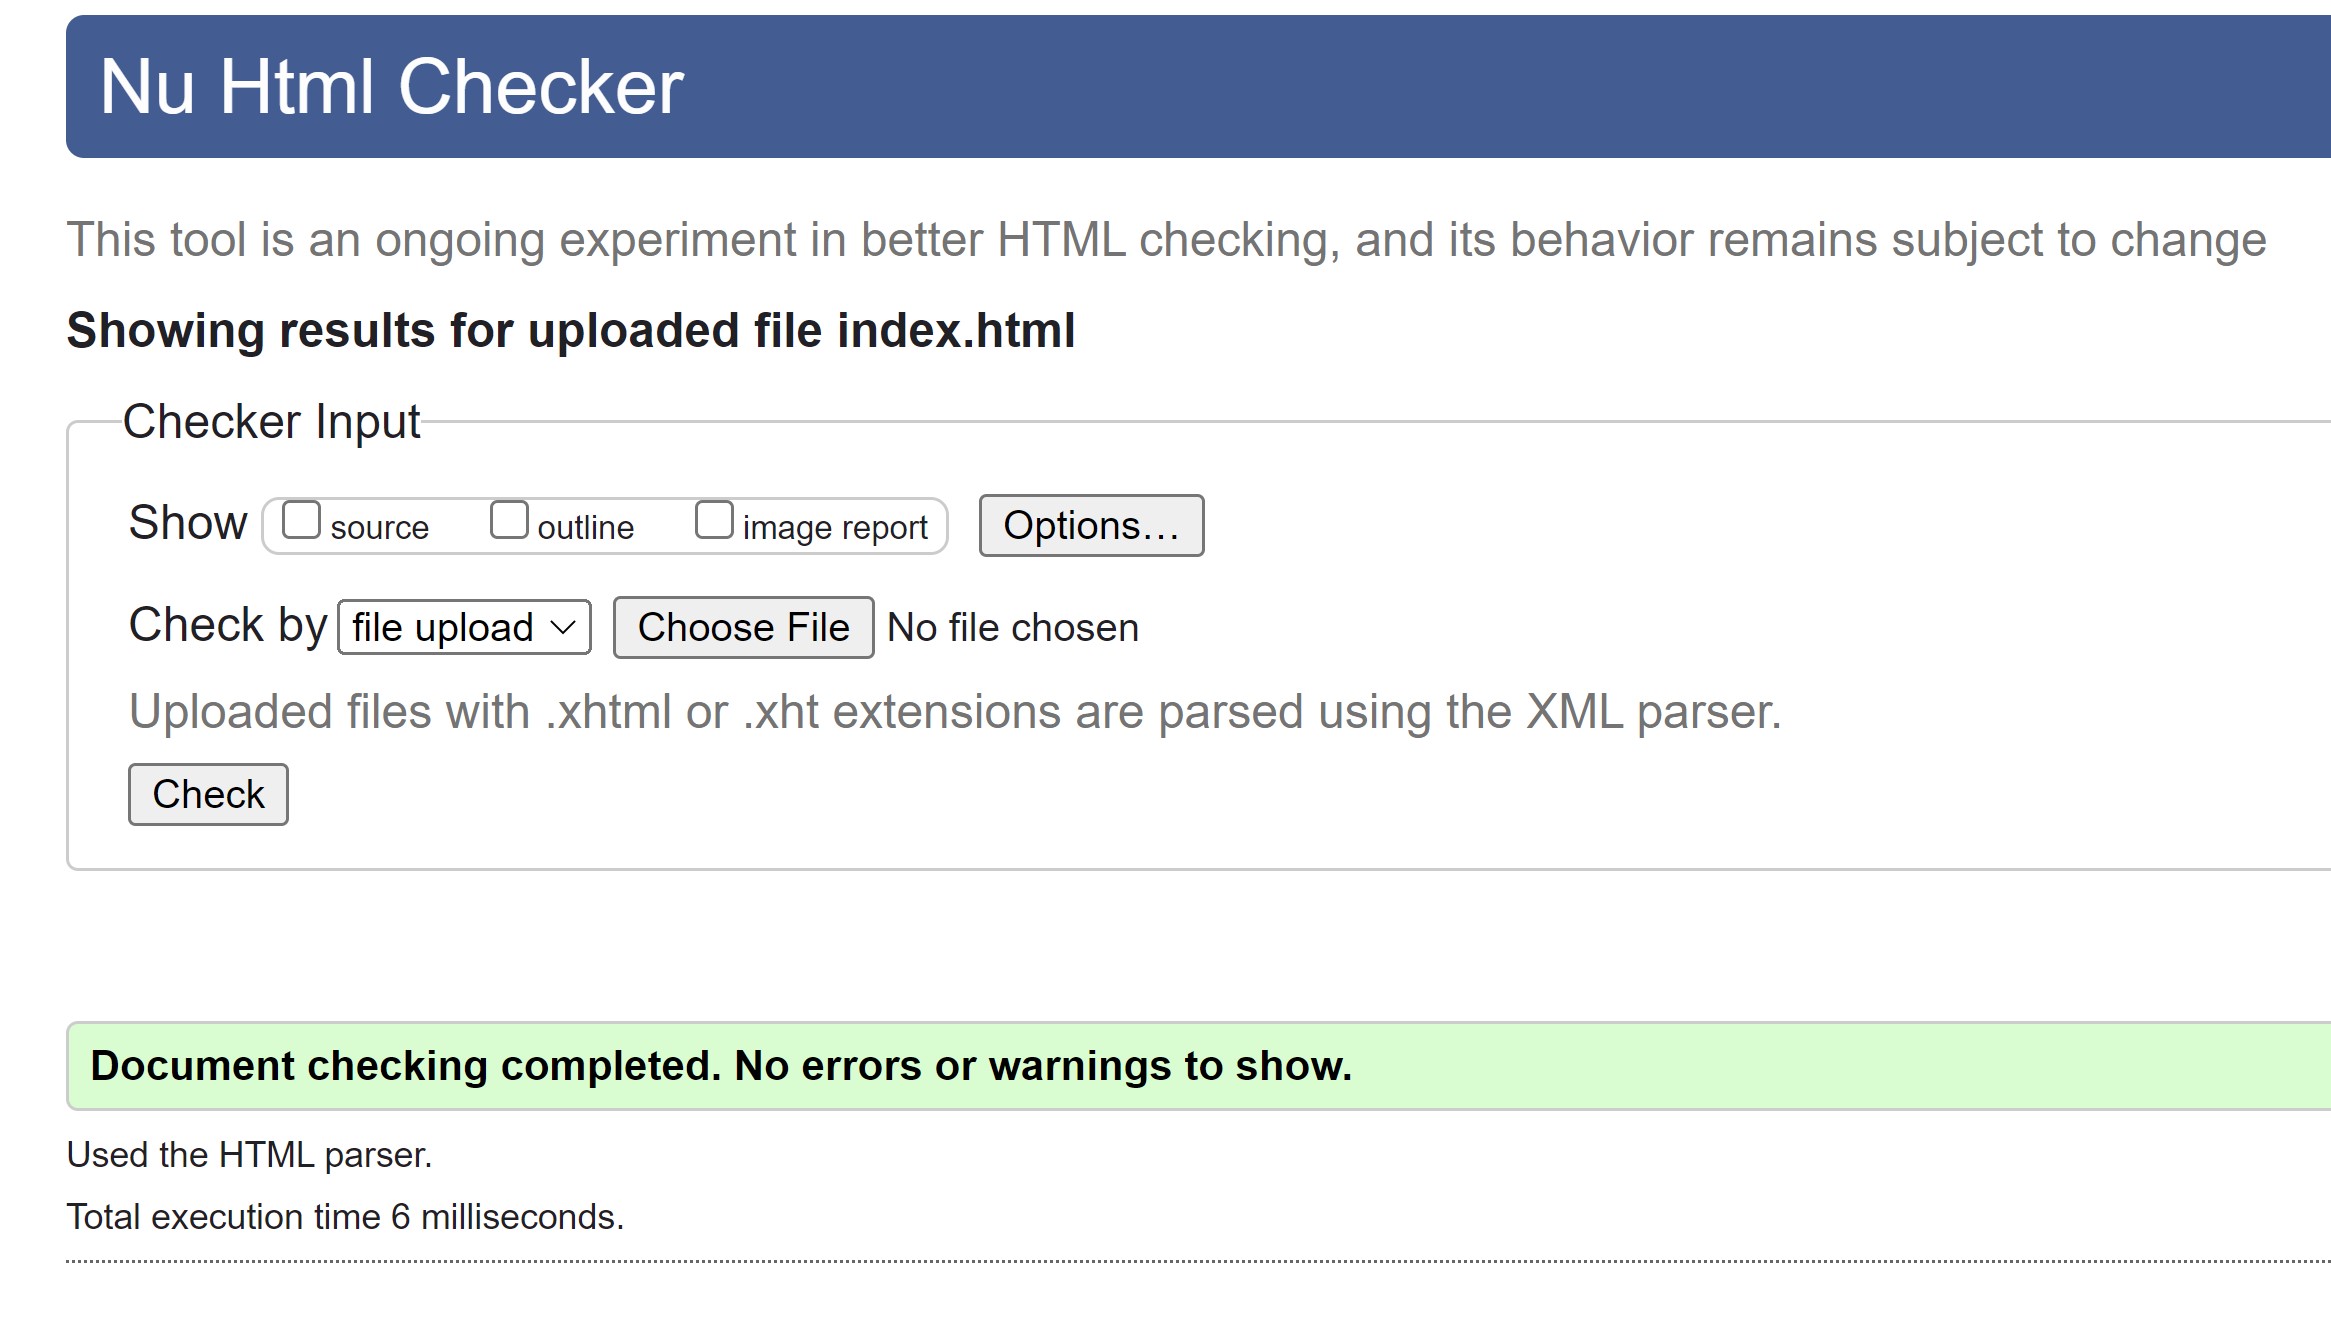 Nu Html Checker
This tool is an ongoing experiment in better HTML checking, and its behavior remains subject to change
Showing results for uploaded file index.html
Checker Input
Show source outline image report Options...
Check by file upload Choose File No file chosen
Uploaded files with .xhtml or .xht extensions are parsed using the XML parser.
Check
Document checking completed. No errors or warnings to show.
Used the HTML parser.
Total execution time 6 milliseconds.